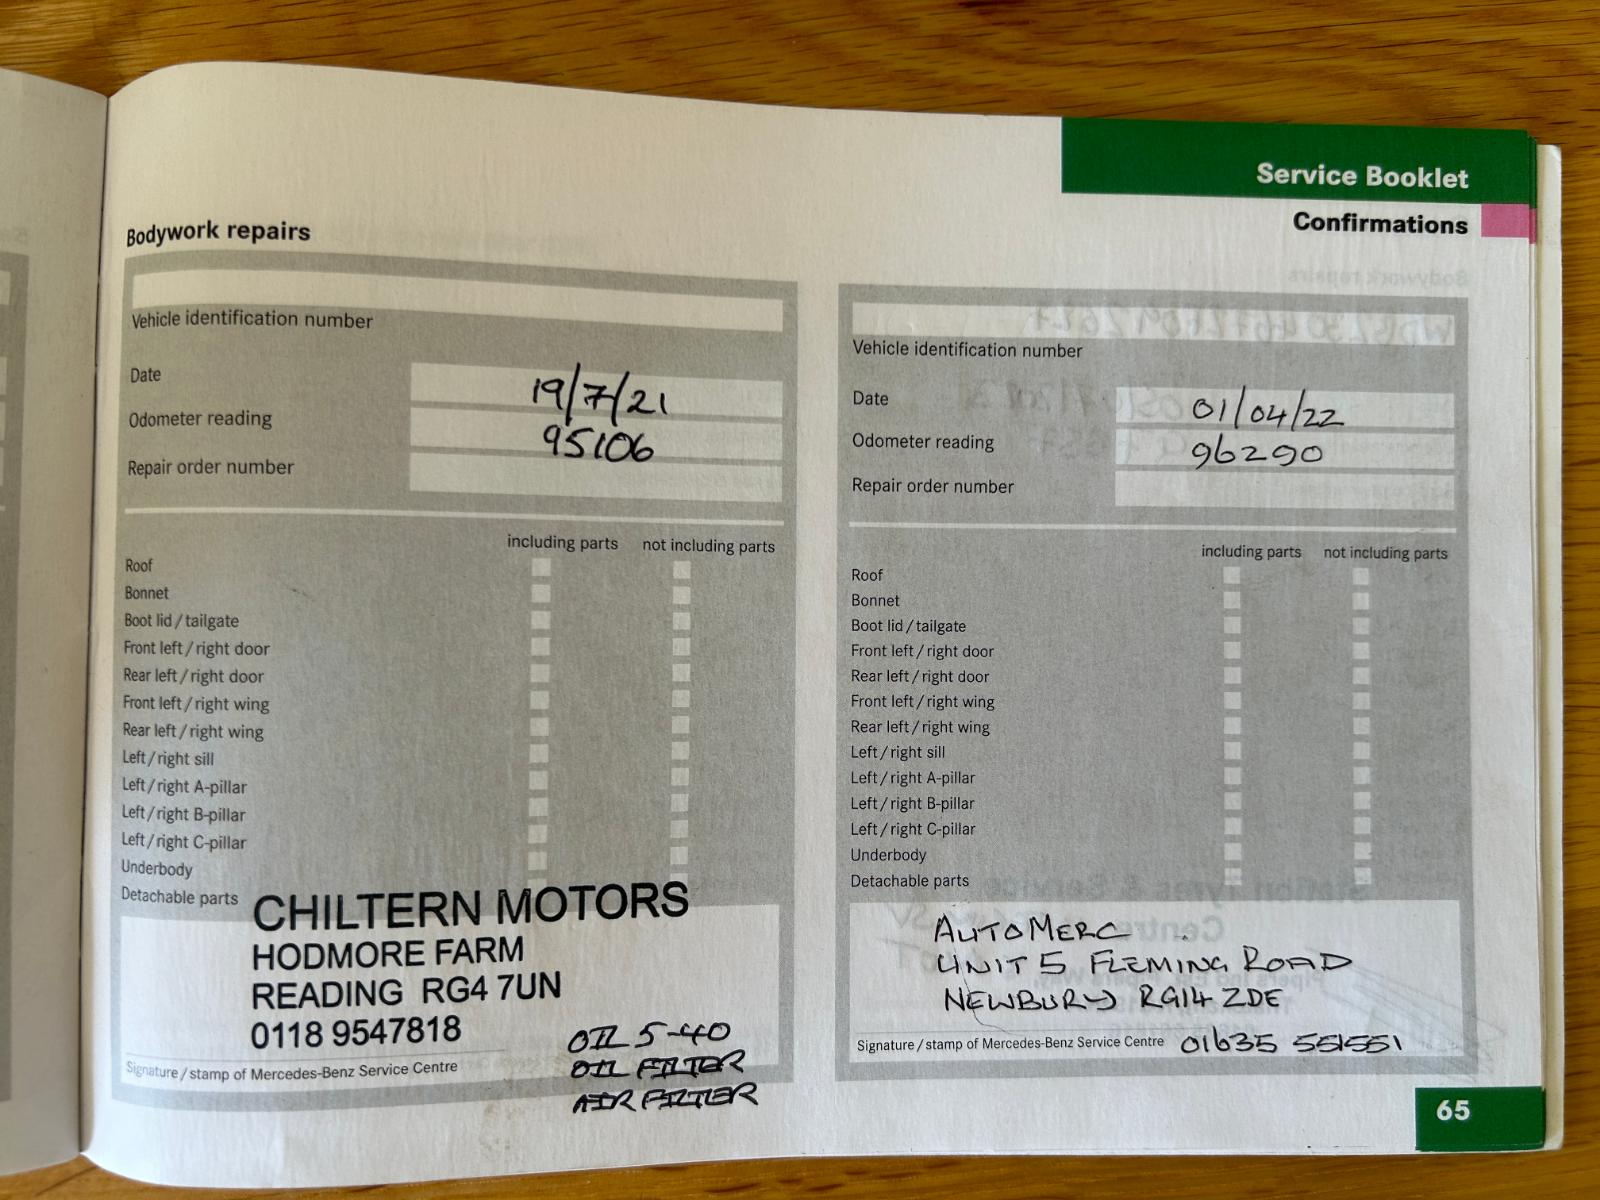 Service Booklet
Confirmations
Bodywork repairs
Vehicle identification number
Date 19/7/21
Odometer reading 95106
Repair order number
including parts not including parts
Roof
Bonnet
Boot lid / tailgate
Front left / right door
Rear left / right door
Front left / right wing
Rear left / right wing
Left / right sill
Left / right A-pillar
Left / right B-pillar
Left / right C-pillar
Underbody
Detachable parts
CHILTERN MOTORS
HODMORE FARM
READING RG4 7UN
0118 9547818
OIL 5-40
Signature / stamp of Mercedes-Benz Service Centre
OIL FILTER
AIR FILTER
Vehicle identification number
Date 01/04/22
Odometer reading 96290
Repair order number
including parts not including parts
Roof
Bonnet
Boot lid / tailgate
Front left / right door
Rear left / right door
Front left / right wing
Rear left / right wing
Left / right sill
Left / right A-pillar
Left / right B-pillar
Left / right C-pillar
Underbody
Detachable parts
AUTOMERC
UNIT 5 FLEMING ROAD
NEWBURY RG14 2DE
Signature / stamp of Mercedes-Benz Service Centre 01635 551551
65